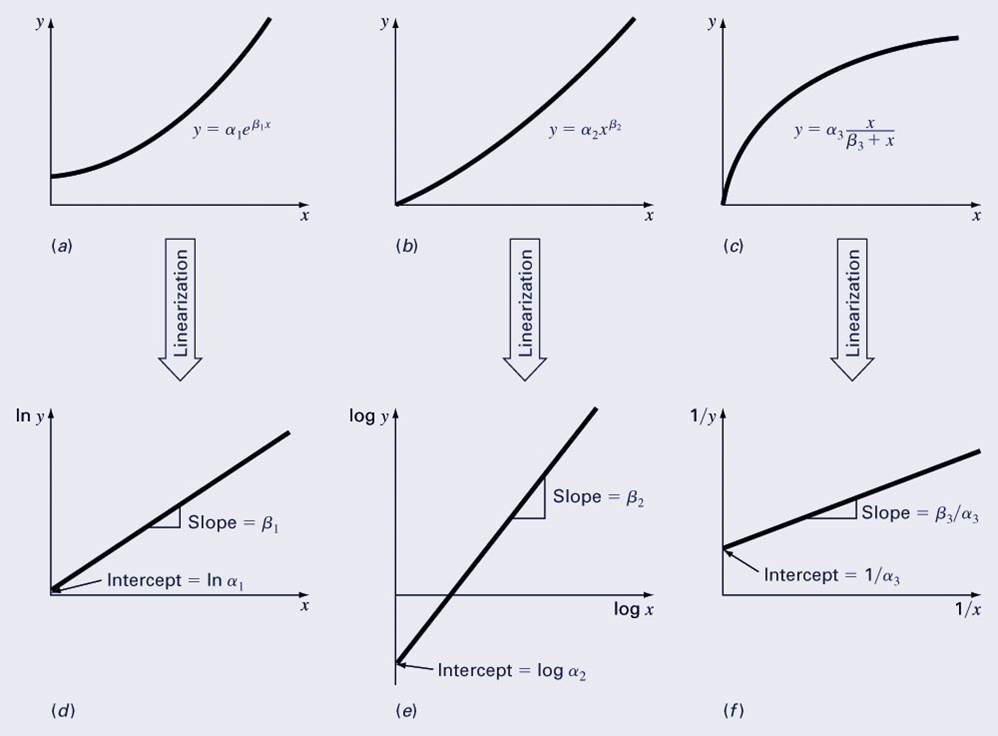 y
y = α₁e^{β₁x}
x
(a)
y
y = α₂x^{β₂}
x
(b)
y
y = α₃ x / (β₃ + x)
x
(c)
Linearization
Linearization
Linearization
ln y
Slope = β₁
Intercept = ln α₁
x
(d)
log y
Slope = β₂
log x
Intercept = log α₂
(e)
1/y
Slope = β₃/α₃
Intercept = 1/α₃
1/x
(f)